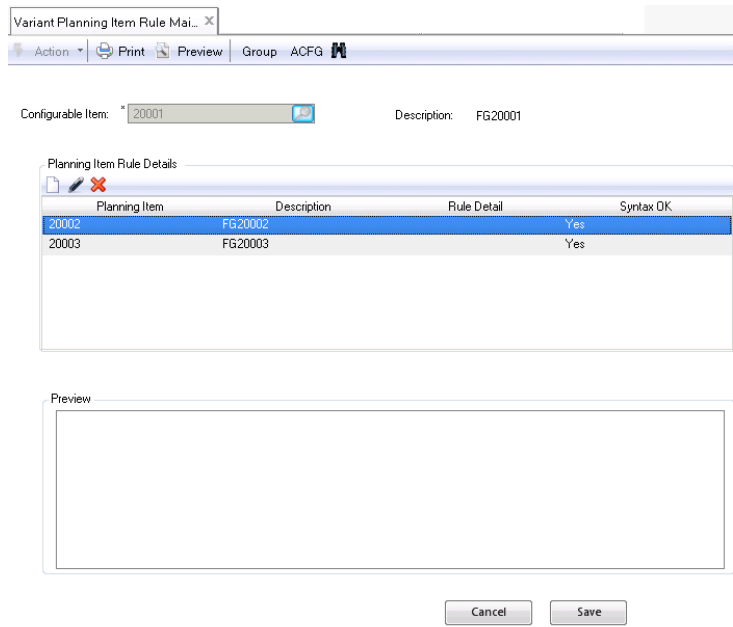 Variant Planning Item Rule Mai... X
Action Print Preview Group ACFG
Configurable Item: * 20001 Description: FG20001
Planning Item Rule Details
Planning Item Description Rule Detail Syntax OK
20002 FG20002 Yes
20003 FG20003 Yes
Preview
Cancel Save